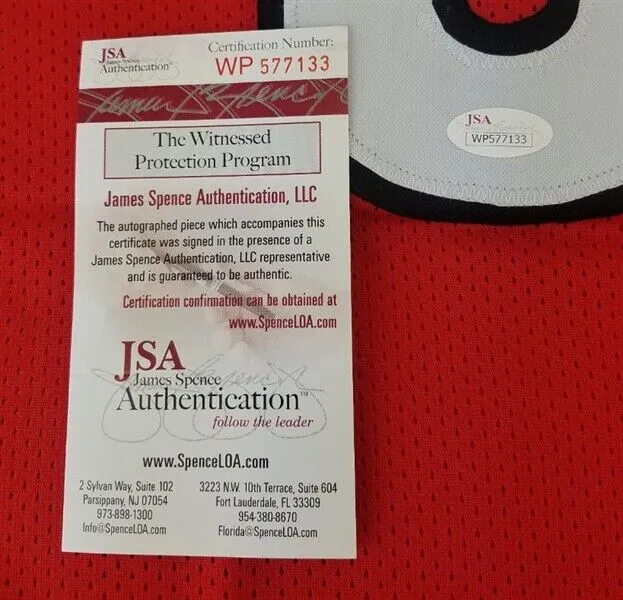 JSA
James Spence
Authentication™
Certification Number:
WP 577133
James Spence
The Witnessed
Protection Program
James Spence Authentication, LLC
The autographed piece which accompanies this
certificate was signed in the presence of a
James Spence Authentication, LLC representative
and is guaranteed to be authentic.
Certification confirmation can be obtained at
www.SpenceLOA.com
JSA
James Spence
Authentication™
follow the leader
www.SpenceLOA.com
2 Sylvan Way, Suite 102
Parsippany, NJ 07054
973-898-1300
Info@SpenceLOA.com
3223 N.W. 10th Terrace, Suite 604
Fort Lauderdale, FL 33309
954-380-8670
Florida@SpenceLOA.com
JSA
WP577133